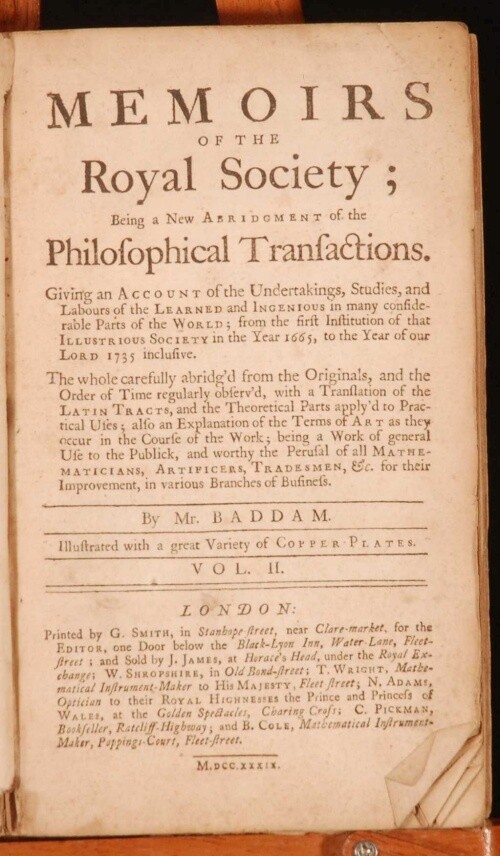 MEMOIRS
OF THE
Royal Society;
Being a New ABRIDGMENT of the
Philoſophical Tranſactions.
Giving an ACCOUNT of the Undertakings, Studies, and
Labours of the LEARNED and INGENIOUS in many conſide-
rable Parts of the WORLD; from the firſt Inſtitution of that
ILLUSTRIOUS SOCIETY in the Year 1665, to the Year of our
LORD 1735 incluſive.
The whole carefully abridg'd from the Originals, and the
Order of Time regularly obſerv'd, with a Tranſlation of the
LATIN TRACTS, and the Theoretical Parts apply'd to Prac-
tical Uſes; alſo an Explanation of the Terms of ART as they
occur in the Courſe of the Work; being a Work of general
Uſe to the Publick, and worthy the Peruſal of all MATHE-
MATICIANS, ARTIFICERS, TRADESMEN, &c. for their
Improvement, in various Branches of Buſineſs.
By Mr. BADDAM.
Illuſtrated with a great Variety of COPPER PLATES.
VOL. II.
LONDON:
Printed by G. SMITH, in Stanhope-ſtreet, near Clare-market, for the
EDITOR, one Door below the Black-Lyon Inn, Water Lane, Fleet-
ſtreet; and Sold by J. JAMES, at Horace's Head, under the Royal Ex-
change; W. SHROPSHIRE, in Old Bond-ſtreet; T. WRIGHT, Mathe-
matical Inſtrument-Maker to His MAJESTY, Fleet ſtreet; N. ADAMS,
Optician to their ROYAL HIGHNESSES the Prince and Princeſs of
WALES, at the Golden Spectacles, Charing Croſs; C. PICKMAN,
Bookſeller, Ratcliff-Highway; and B. COLE, Mathematical Inſtrument-
Maker, Poppings-Court, Fleet-ſtreet.
M.DCC.XXXIX.